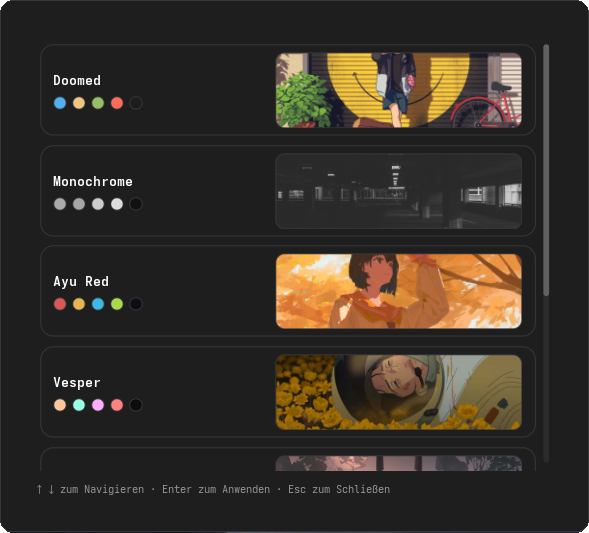 Doomed
Monochrome
Ayu Red
Vesper
↑ ↓ zum Navigieren · Enter zum Anwenden · Esc zum Schließen